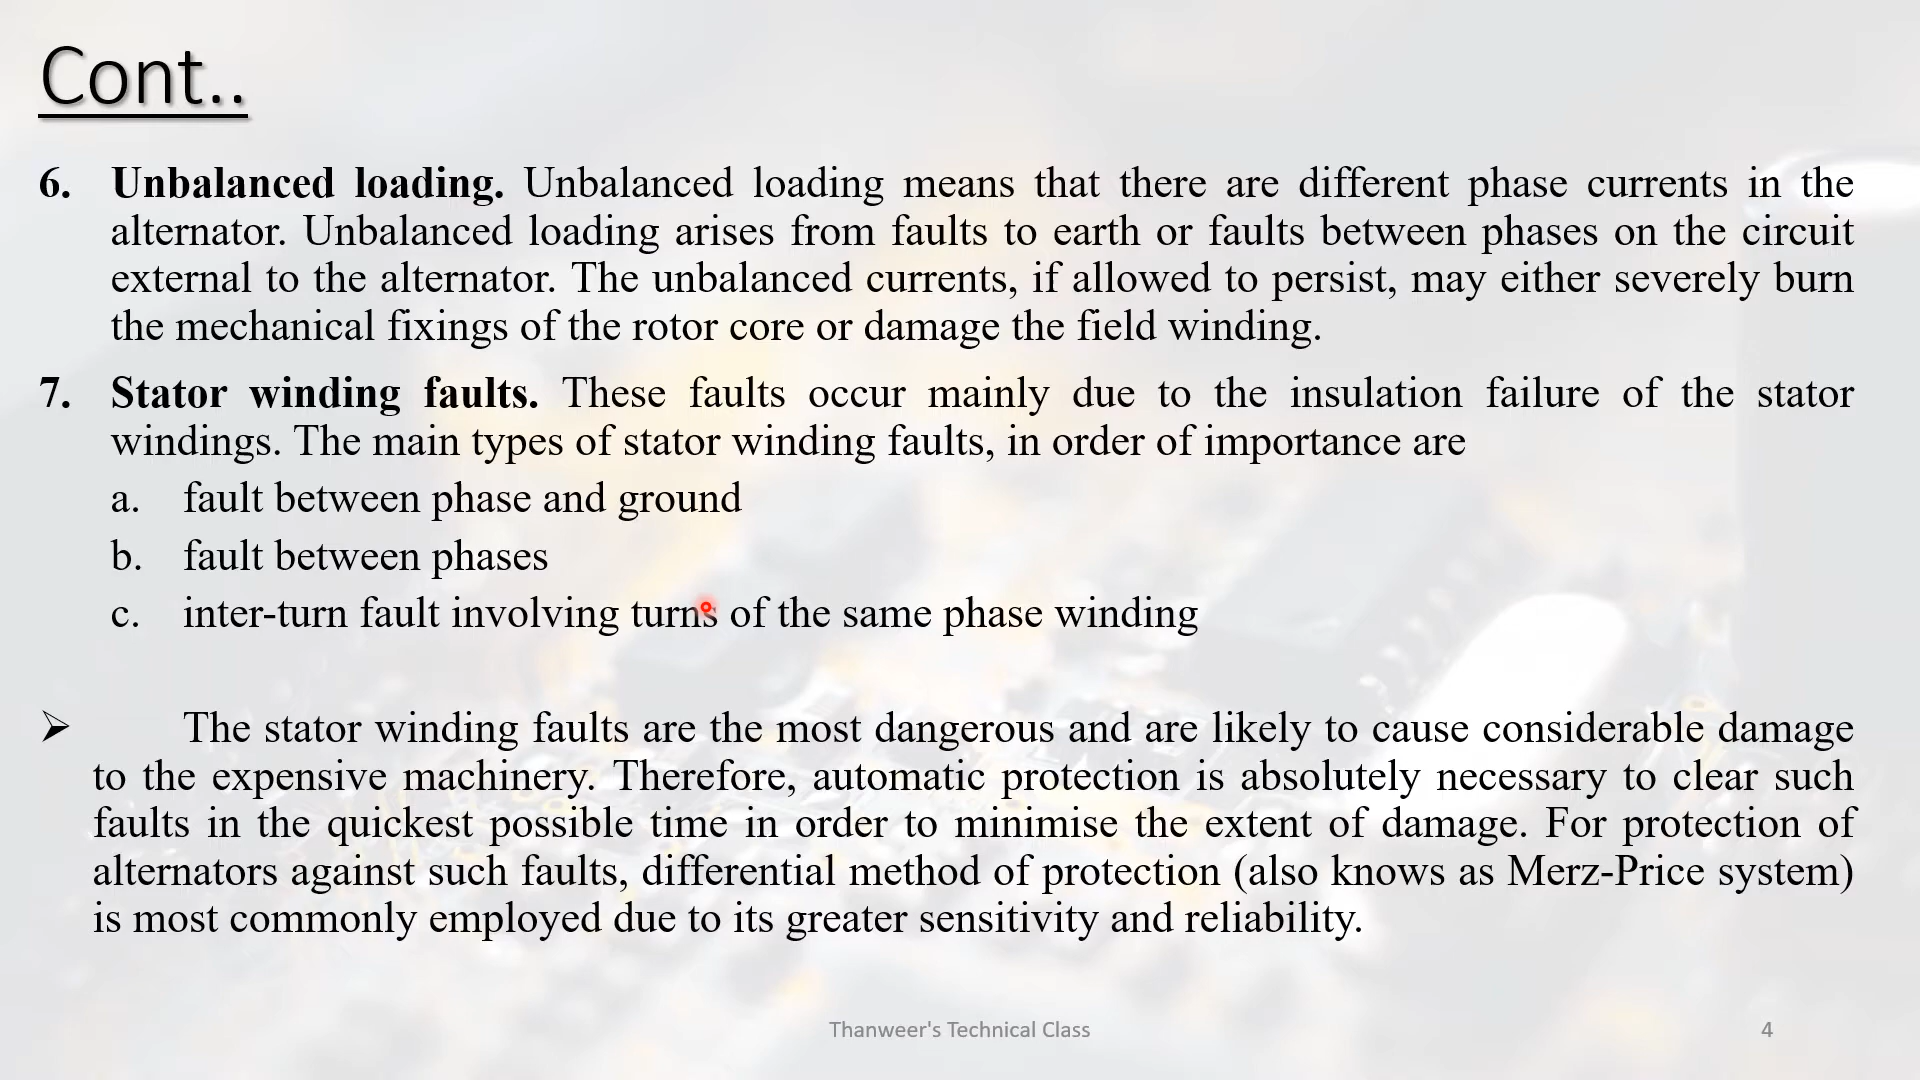 Cont..
6. Unbalanced loading. Unbalanced loading means that there are different phase currents in the
alternator. Unbalanced loading arises from faults to earth or faults between phases on the circuit
external to the alternator. The unbalanced currents, if allowed to persist, may either severely burn
the mechanical fixings of the rotor core or damage the field winding.
7. Stator winding faults. These faults occur mainly due to the insulation failure of the stator
windings. The main types of stator winding faults, in order of importance are
a. fault between phase and ground
b. fault between phases
c. inter-turn fault involving turns of the same phase winding
➢ The stator winding faults are the most dangerous and are likely to cause considerable damage
to the expensive machinery. Therefore, automatic protection is absolutely necessary to clear such
faults in the quickest possible time in order to minimise the extent of damage. For protection of
alternators against such faults, differential method of protection (also knows as Merz-Price system)
is most commonly employed due to its greater sensitivity and reliability.
Thanweer's Technical Class
4